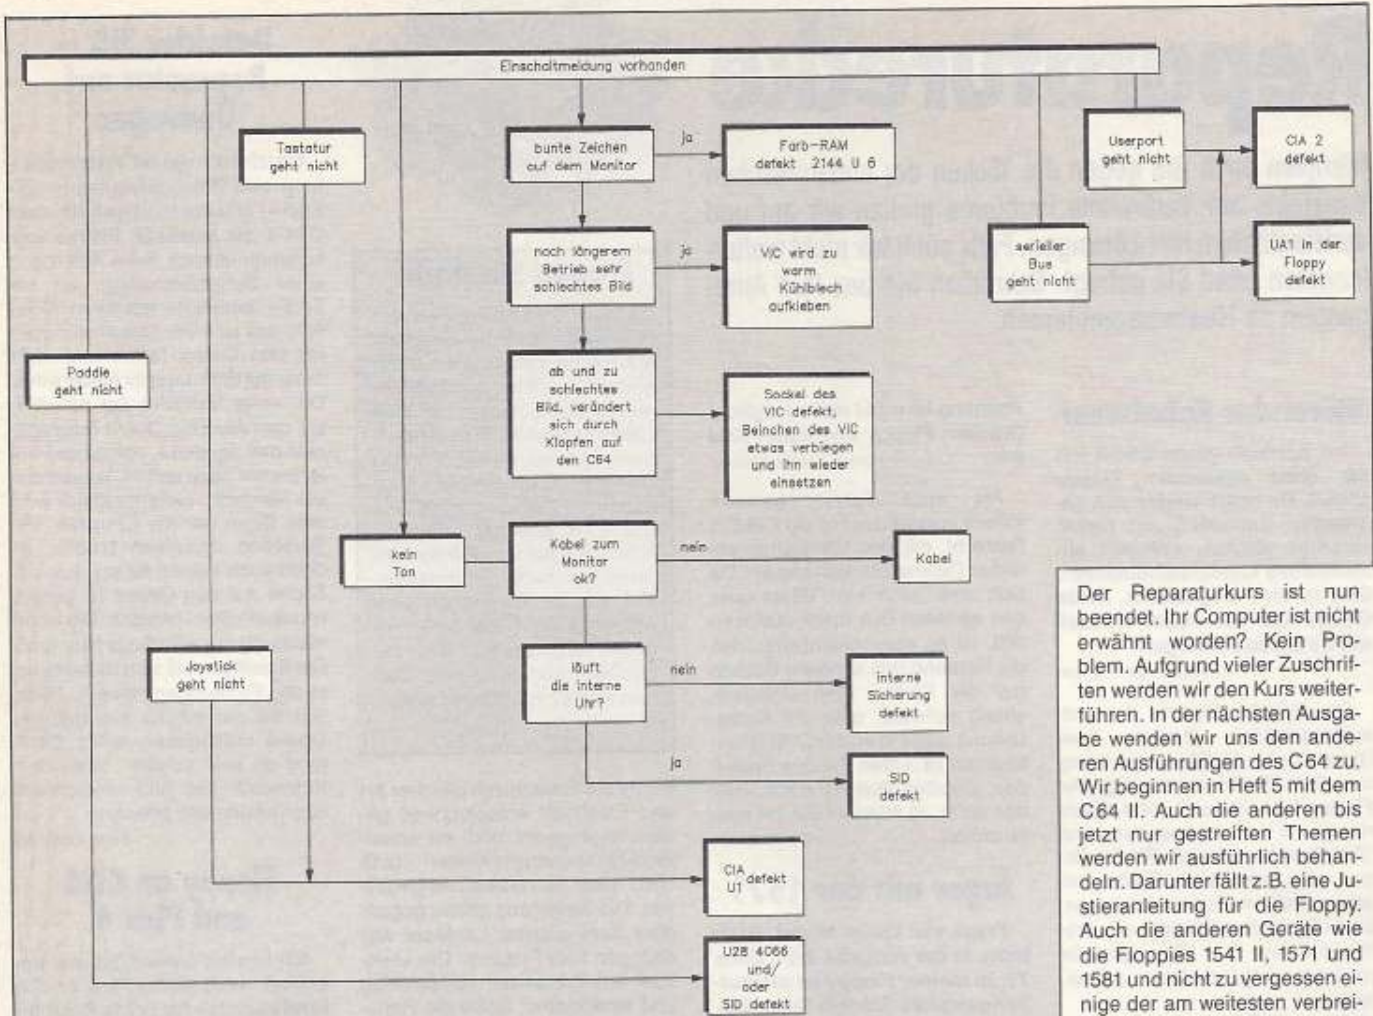 Einschaltmeldung vorhanden
Tastatur
geht nicht
bunte Zeichen
auf dem Monitor
ja
Farb-RAM
defekt 2144 U 6
Userport
geht nicht
CIA 2
defekt
nach längerem
Betrieb sehr
schlechtes Bild
ja
VIC wird zu
warm
Kühlblech
aufkleben
serieller
Bus
geht nicht
UA1 in der
Floppy
defekt
Paddle
geht nicht
ab und zu
schlechtes
Bild, verändert
sich durch
Klopfen auf
den C64
Sockel des
VIC defekt,
Beinchen des VIC
etwas verbiegen
und ihn wieder
einsetzen
kein
Ton
Kabel zum
Monitor
ok?
nein
Kabel
Joystick
geht nicht
läuft
die interne
Uhr?
nein
interne
Sicherung
defekt
ja
SID
defekt
CIA
U1 defekt
U28 4066
und/
oder
SID defekt
Der Reparaturkurs ist nun
beendet. Ihr Computer ist nicht
erwähnt worden? Kein Pro-
blem. Aufgrund vieler Zuschrif-
ten werden wir den Kurs weiter-
führen. In der nächsten Ausga-
be wenden wir uns den ande-
ren Ausführungen des C64 zu.
Wir beginnen in Heft 5 mit dem
C64 II. Auch die anderen bis
jetzt nur gestreiften Themen
werden wir ausführlich behan-
deln. Darunter fällt z.B. eine Ju-
stieranleitung für die Floppy.
Auch die anderen Geräte wie
die Floppies 1541 II, 1571 und
1581 und nicht zu vergessen ei-
nige der am weitesten verbrei-